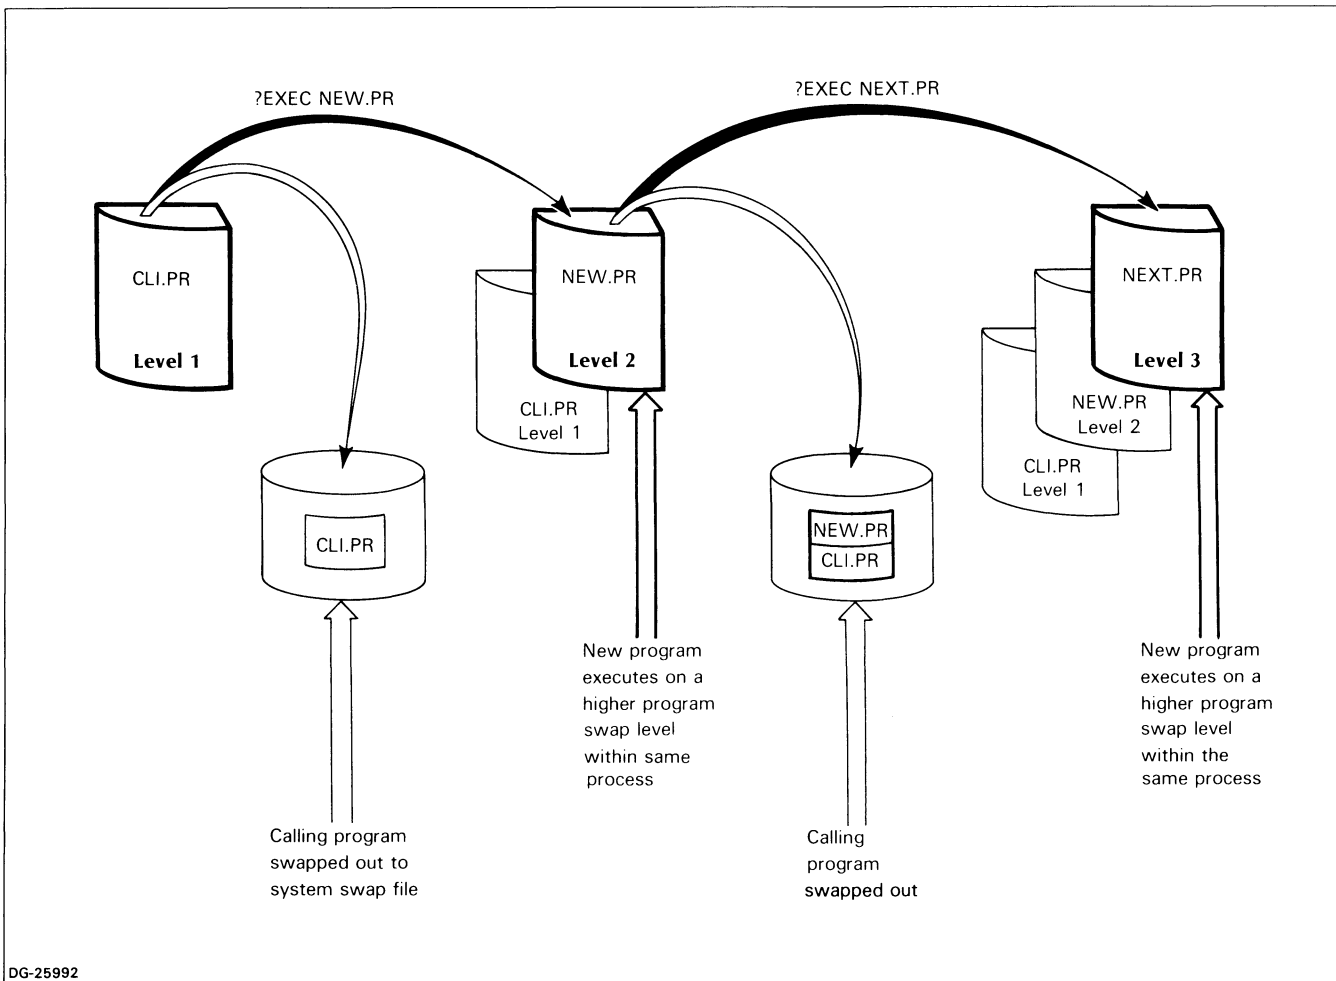 ?EXEC NEW.PR
?EXEC NEXT.PR
CLI.PR
Level 1
NEW.PR
Level 2
CLI.PR
Level 1
NEXT.PR
Level 3
NEW.PR
Level 2
CLI.PR
Level 1
CLI.PR
NEW.PR
CLI.PR
New program
executes on a
higher program
swap level
within same
process
New program
executes on a
higher program
swap level
within the
same process
Calling program
swapped out to
system swap file
Calling
program
swapped out
DG-25992